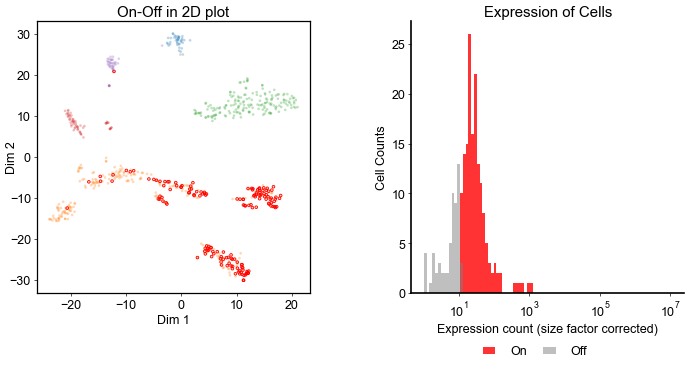 On-Off in 2D plot
30
20
10
0
−10
−20
−30
Dim 2
−20 −10 0 10 20
Dim 1
Expression of Cells
25
20
15
10
5
0
Cell Counts
10^1 10^3 10^5 10^7
Expression count (size factor corrected)
On Off